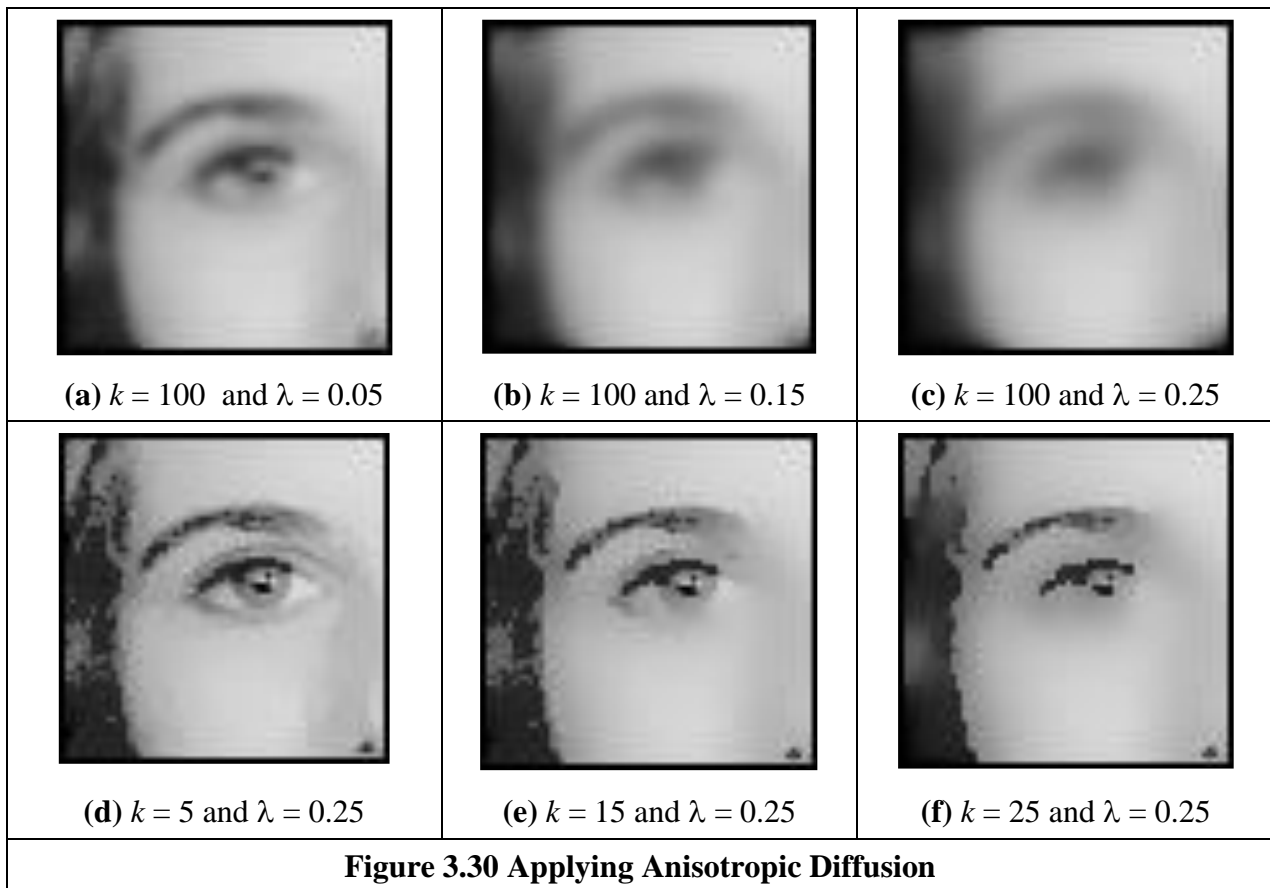 (a) k = 100 and λ = 0.05
(b) k = 100 and λ = 0.15
(c) k = 100 and λ = 0.25
(d) k = 5 and λ = 0.25
(e) k = 15 and λ = 0.25
(f) k = 25 and λ = 0.25
Figure 3.30 Applying Anisotropic Diffusion